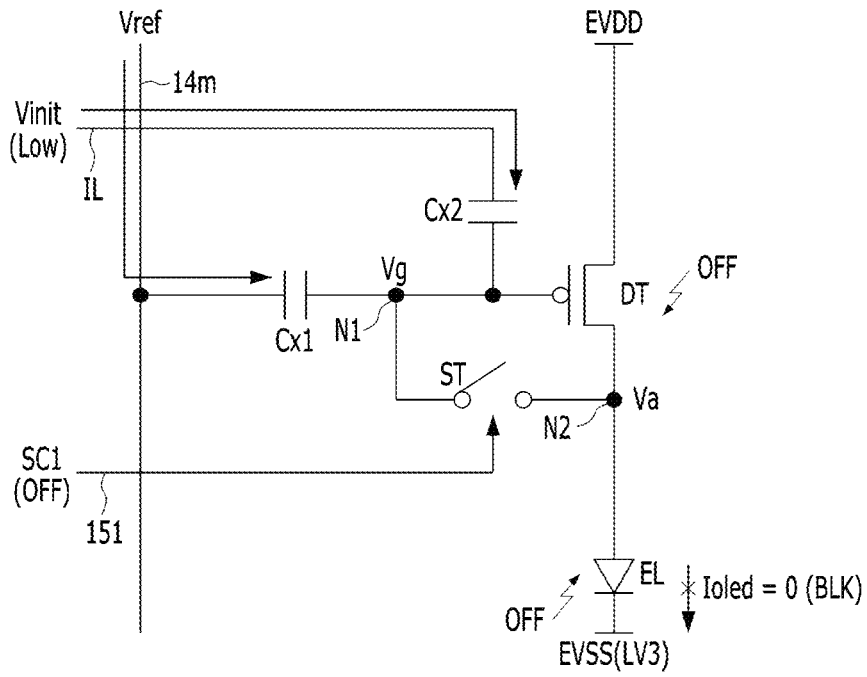 Vref
EVDD
14m
Vinit
(Low)
IL
Cx2
Vg
OFF
DT
N1
Cx1
ST
Va
N2
SC1
(OFF)
151
EL
Ioled = 0 (BLK)
OFF
EVSS(LV3)